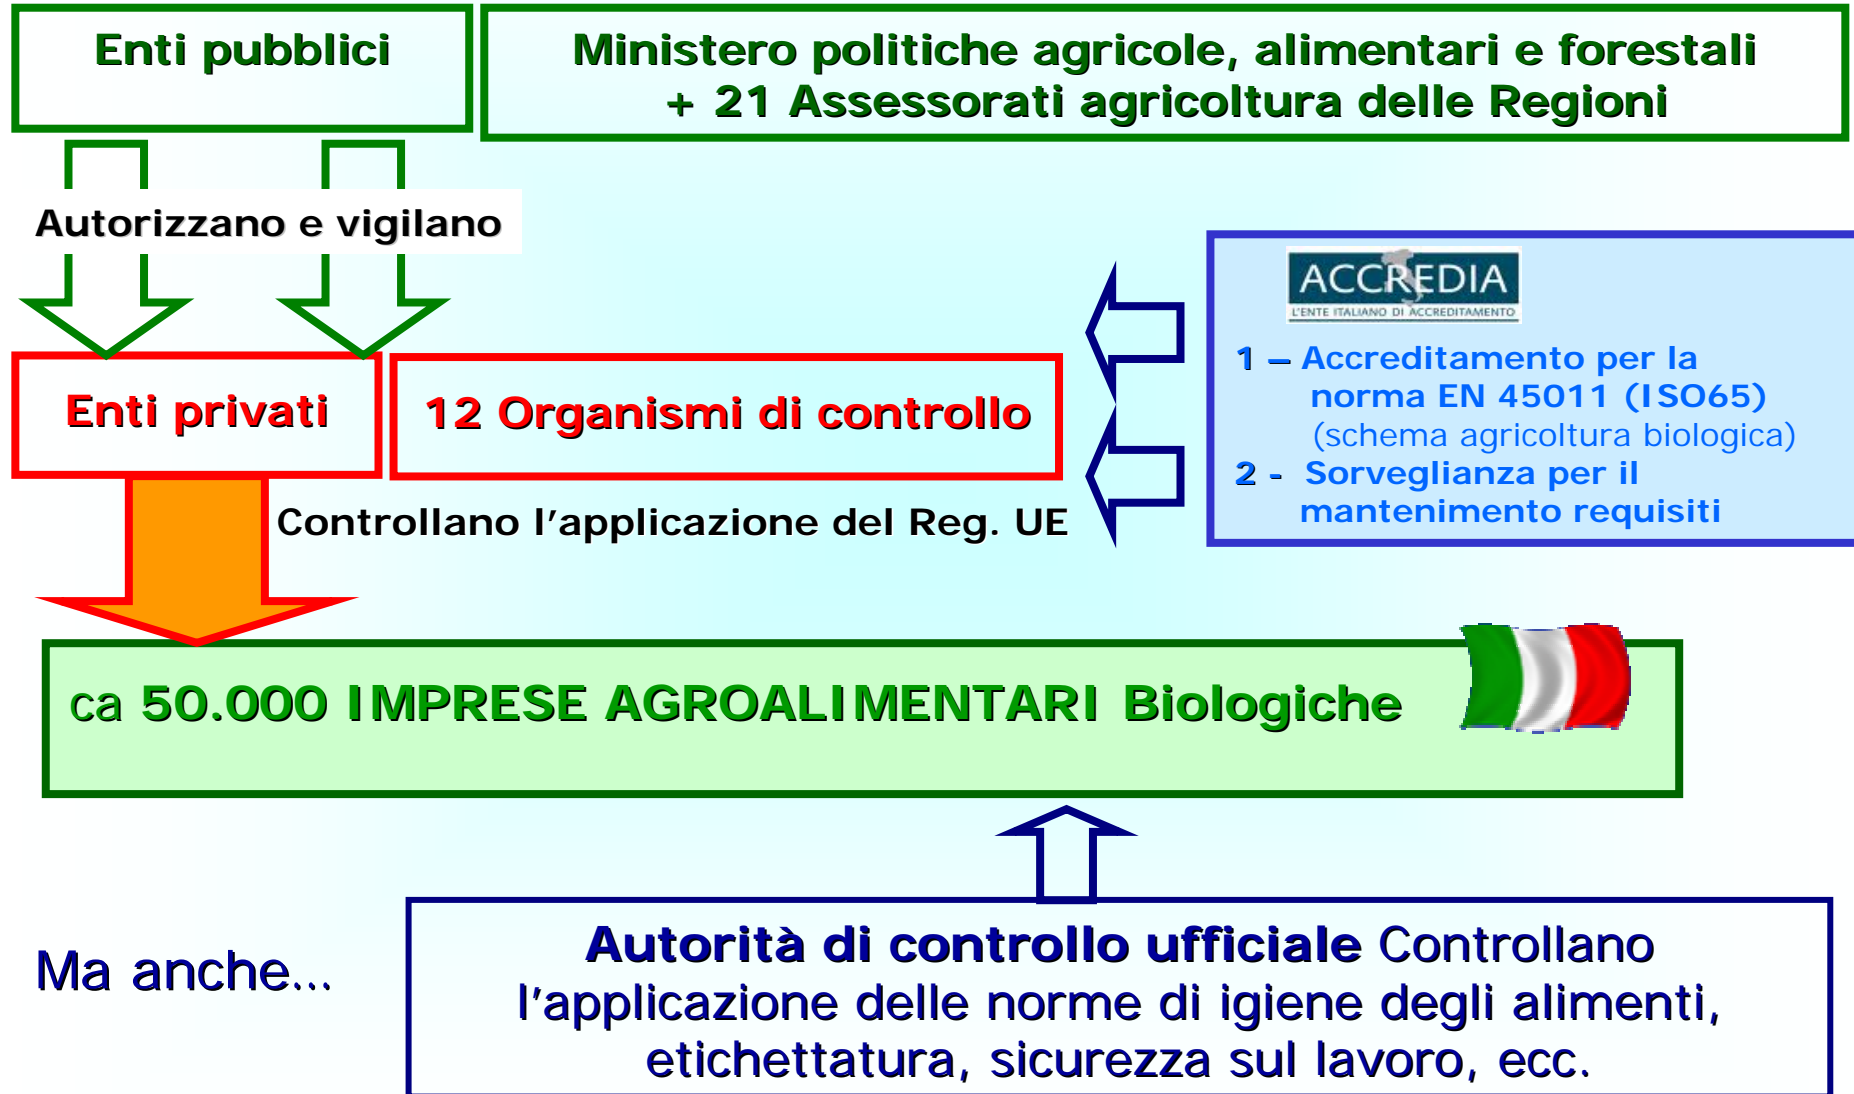 Enti pubblici
Ministero politiche agricole, alimentari e forestali
+ 21 Assessorati agricoltura delle Regioni
Autorizzano e vigilano
ACCREDIA
L'ENTE ITALIANO DI ACCREDITAMENTO
1 – Accreditamento per la
norma EN 45011 (ISO65)
(schema agricoltura biologica)
2 - Sorveglianza per il
mantenimento requisiti
Enti privati
12 Organismi di controllo
Controllano l’applicazione del Reg. UE
ca 50.000 IMPRESE AGROALIMENTARI Biologiche
Ma anche...
Autorità di controllo ufficiale Controllano
l’applicazione delle norme di igiene degli alimenti,
etichettatura, sicurezza sul lavoro, ecc.